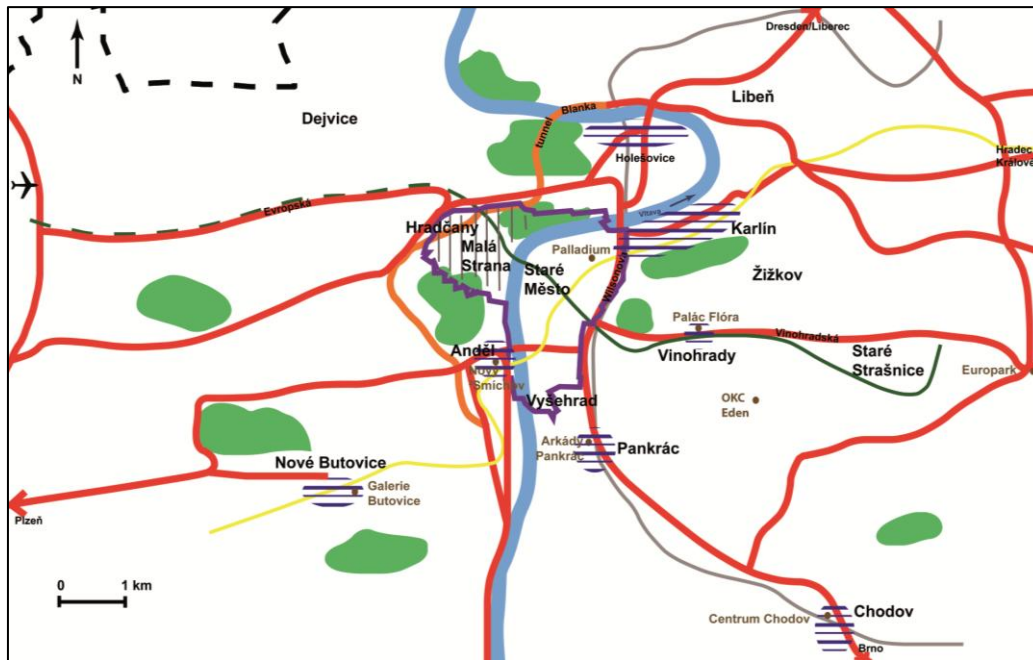 Dresden/Liberec
N
Libeň
Blanka
Dejvice
tunnel
Holešovice
Hradec
Králové
Evropská
Vltava
Hradčany
Karlín
Malá
Strana
Palladium
Staré
Město
Wilsonova
Žižkov
Palác Flóra
Vinohradská
Anděl
Vinohrady
Staré
Strašnice
Nový
Smíchov
Europark
Vyšehrad
OKC
Eden
Arkády
Pankrác
Pankrác
Nové Butovice
Galerie
Butovice
Plzeň
0 1 km
Centrum Chodov
Chodov
Brno